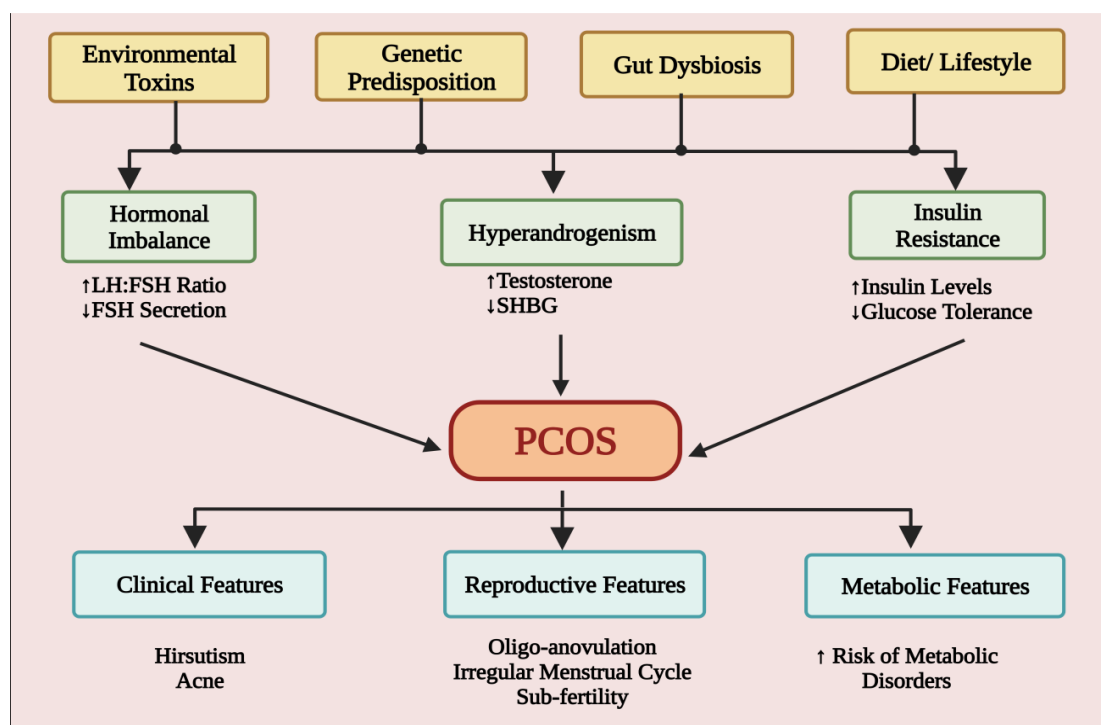 Environmental
Toxins
Genetic
Predisposition
Gut Dysbiosis
Diet/ Lifestyle
Hormonal
Imbalance
↑LH:FSH Ratio
↓FSH Secretion
Hyperandrogenism
↑Testosterone
↓SHBG
Insulin
Resistance
↑Insulin Levels
↓Glucose Tolerance
PCOS
Clinical Features
Hirsutism
Acne
Reproductive Features
Oligo-anovulation
Irregular Menstrual Cycle
Sub-fertility
Metabolic Features
↑ Risk of Metabolic
Disorders